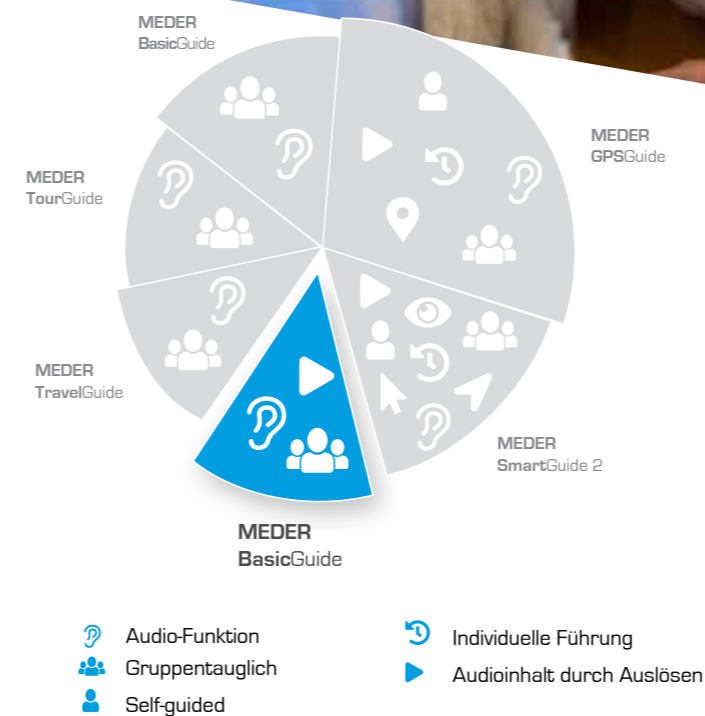 MEDER
BasicGuide
MEDER
GPSGuide
MEDER
TourGuide
MEDER
TravelGuide
MEDER
SmartGuide 2
MEDER
BasicGuide
Audio-Funktion
Gruppentauglich
Self-guided
Individuelle Führung
Audioinhalt durch Auslösen